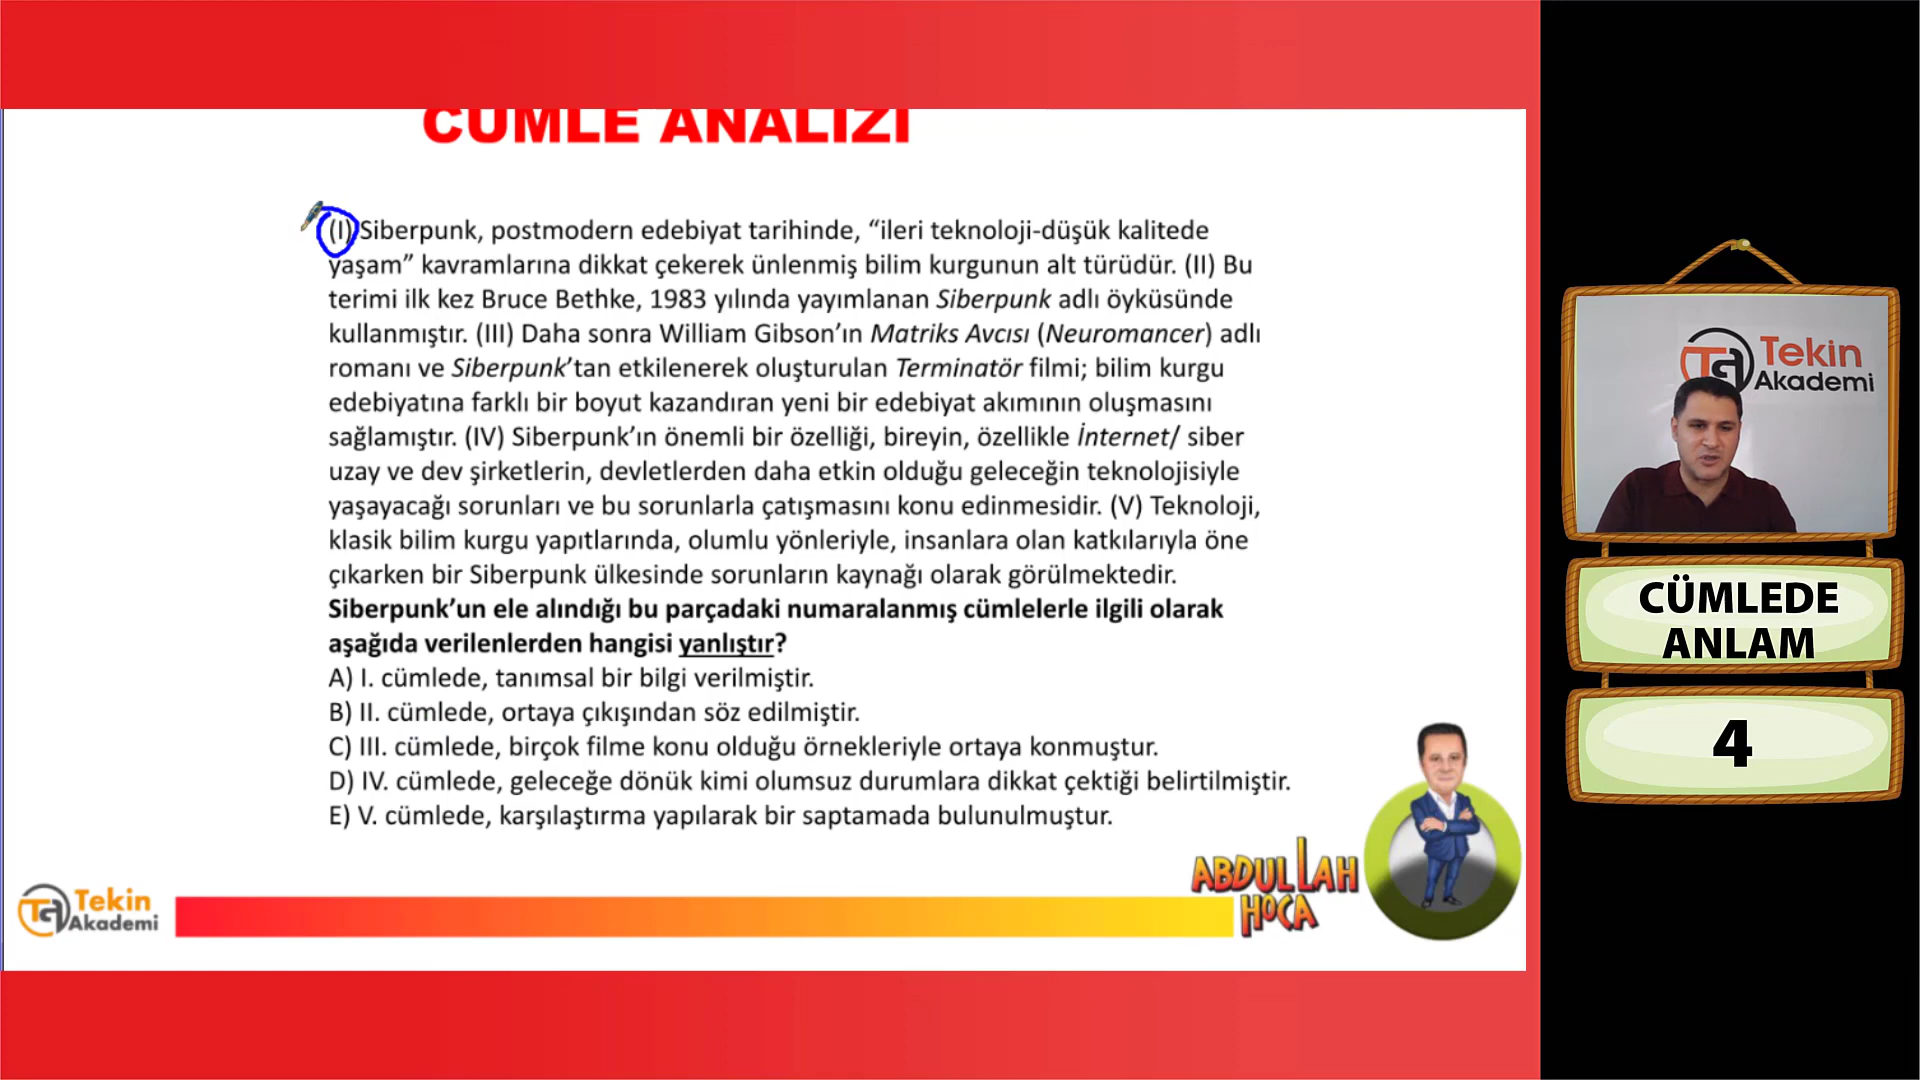 CÜMLE ANALİZİ
(I) Siberpunk, postmodern edebiyat tarihinde, “ileri teknoloji-düşük kalitede
yaşam” kavramlarına dikkat çekerek ünlenmiş bilim kurgunun alt türüdür. (II) Bu
terimi ilk kez Bruce Bethke, 1983 yılında yayımlanan Siberpunk adlı öyküsünde
kullanmıştır. (III) Daha sonra William Gibson’ın Matriks Avcısı (Neuromancer) adlı
romanı ve Siberpunk’tan etkilenerek oluşturulan Terminatör filmi; bilim kurgu
edebiyatına farklı bir boyut kazandıran yeni bir edebiyat akımının oluşmasını
sağlamıştır. (IV) Siberpunk’ın önemli bir özelliği, bireyin, özellikle İnternet/ siber
uzay ve dev şirketlerin, devletlerden daha etkin olduğu geleceğin teknolojisiyle
yaşayacağı sorunları ve bu sorunlarla çatışmasını konu edinmesidir. (V) Teknoloji,
klasik bilim kurgu yapıtlarında, olumlu yönleriyle, insanlara olan katkılarıyla öne
çıkarken bir Siberpunk ülkesinde sorunların kaynağı olarak görülmektedir.
Siberpunk’un ele alındığı bu parçadaki numaralanmış cümlelerle ilgili olarak
aşağıda verilenlerden hangisi yanlıştır?
A) I. cümlede, tanımsal bir bilgi verilmiştir.
B) II. cümlede, ortaya çıkışından söz edilmiştir.
C) III. cümlede, birçok filme konu olduğu örnekleriyle ortaya konmuştur.
D) IV. cümlede, geleceğe dönük kimi olumsuz durumlara dikkat çektiği belirtilmiştir.
E) V. cümlede, karşılaştırma yapılarak bir saptamada bulunulmuştur.
Tekin
Akademi
ABDULLAH
HOCA
Tekin
Akademi
CÜMLEDE
ANLAM
4